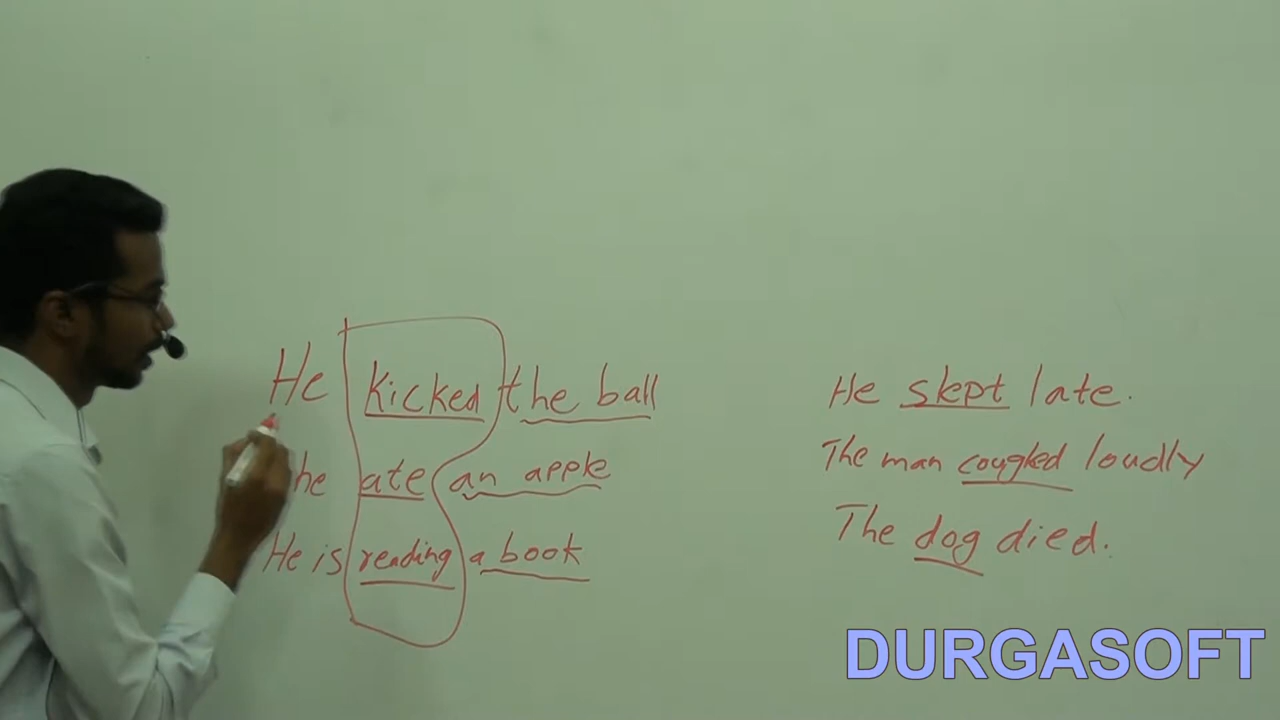 He kicked the ball
he ate an apple
He is reading a book
He slept late.
The man cougled loudly
The dog died.
DURGASOFT